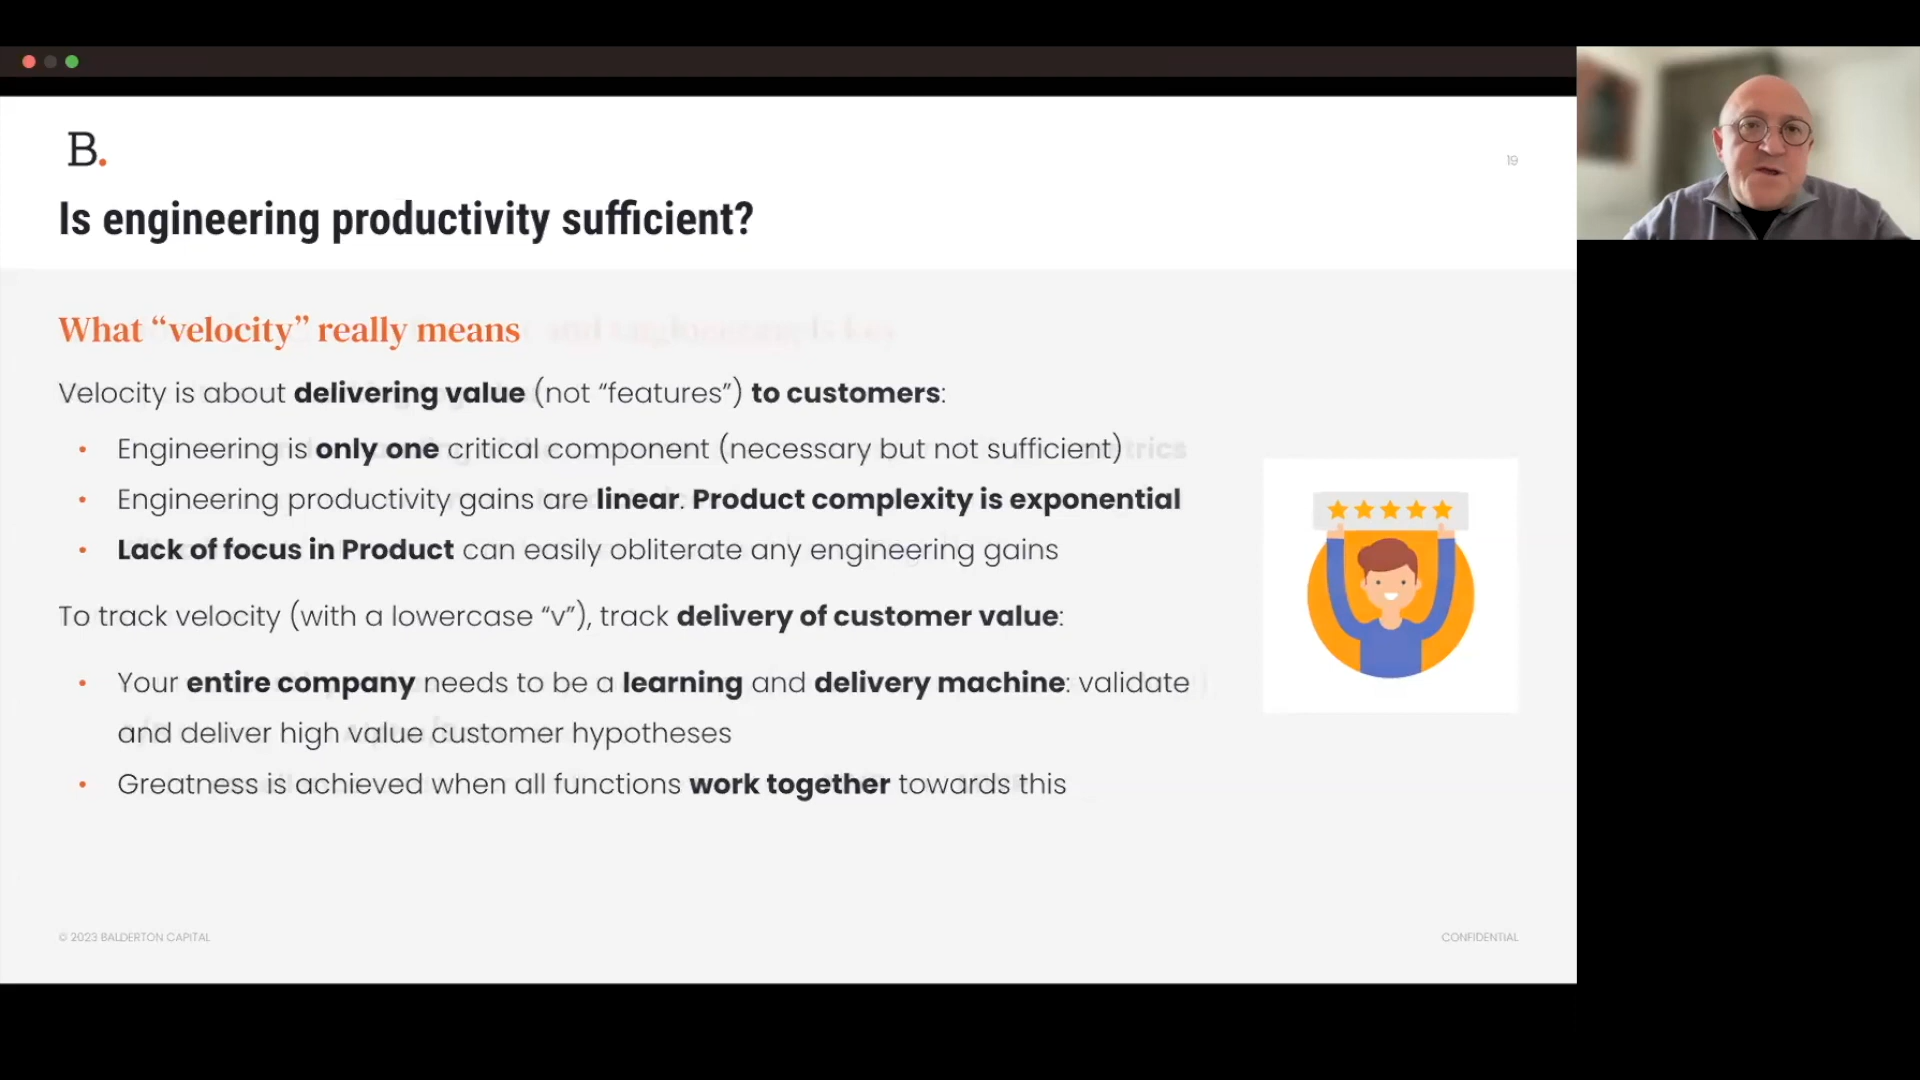 B.
19
Is engineering productivity sufficient?
What “velocity” really means
Velocity is about delivering value (not “features”) to customers:
• Engineering is only one critical component (necessary but not sufficient)
• Engineering productivity gains are linear. Product complexity is exponential
• Lack of focus in Product can easily obliterate any engineering gains
To track velocity (with a lowercase “v”), track delivery of customer value:
• Your entire company needs to be a learning and delivery machine: validate
and deliver high value customer hypotheses
• Greatness is achieved when all functions work together towards this
© 2023 BALDERTON CAPITAL
CONFIDENTIAL